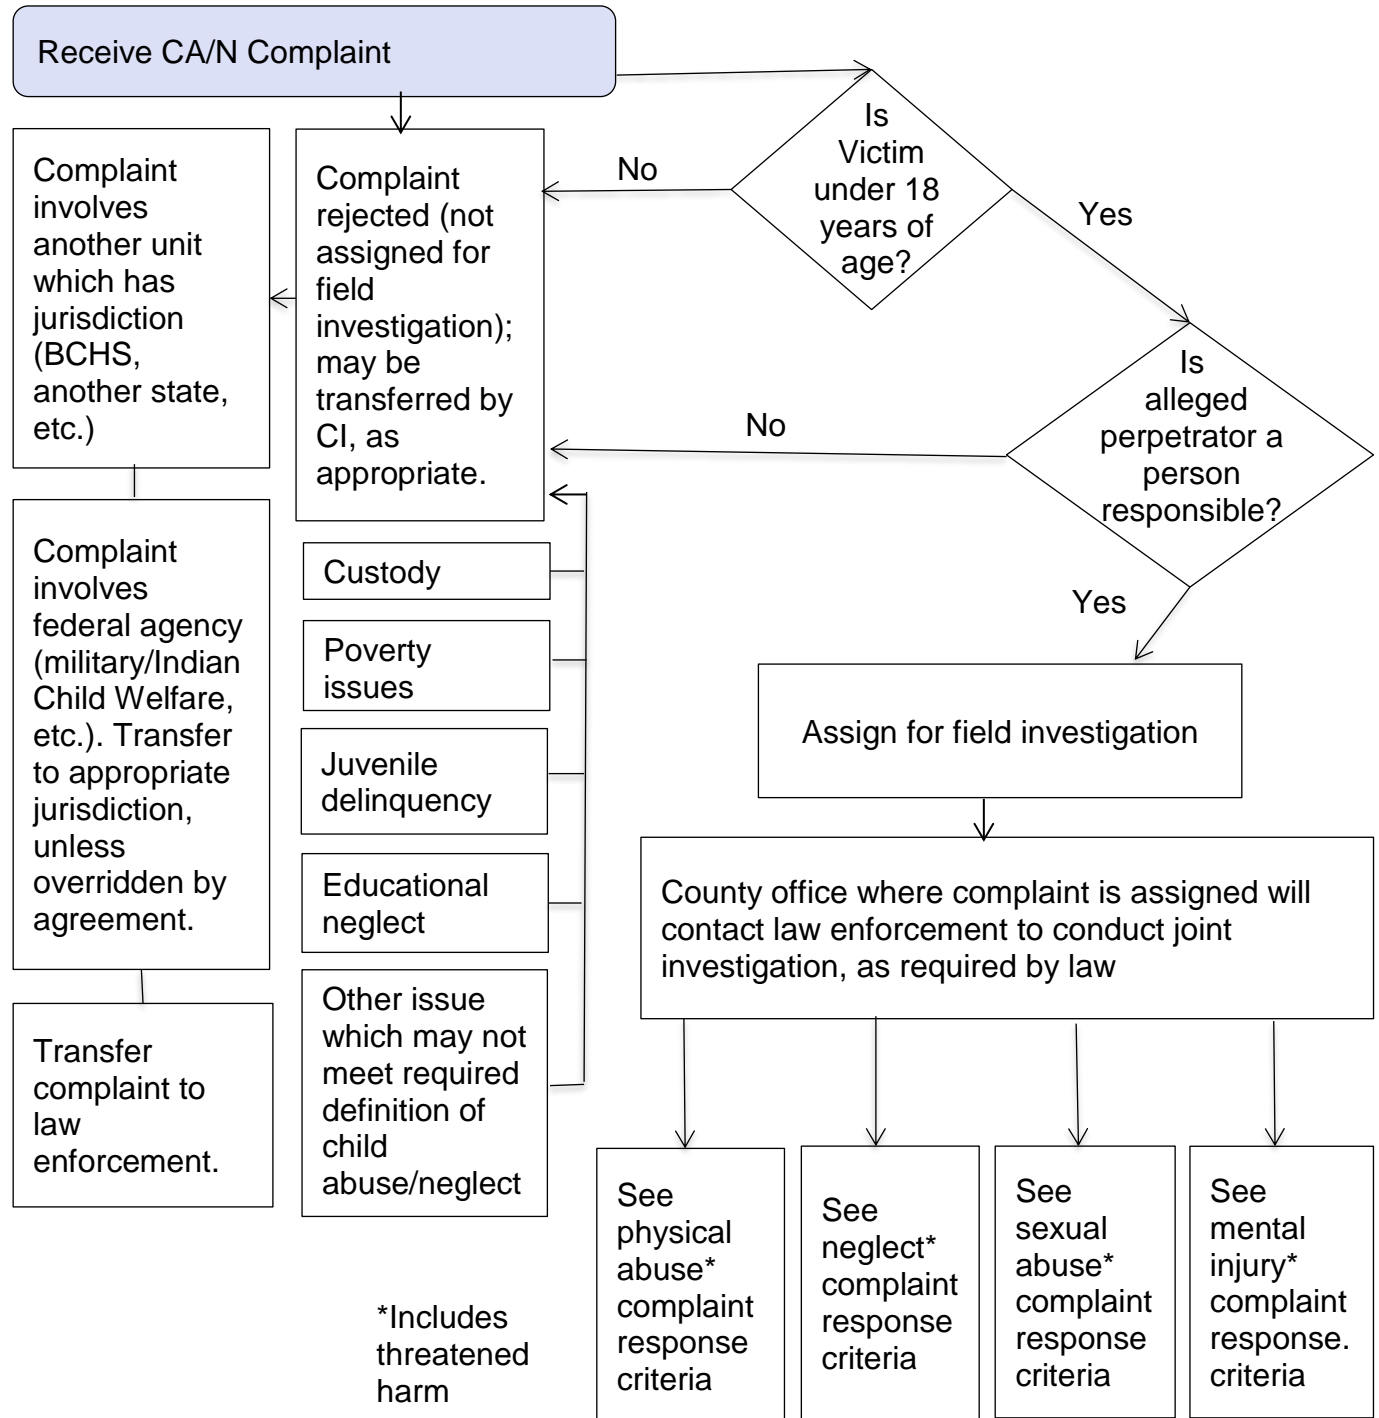 Receive CA/N Complaint
Is
Victim
under 18
years of
age?
No
Yes
Complaint
involves
another unit
which has
jurisdiction
(BCHS,
another state,
etc.)
Complaint
rejected (not
assigned for
field
investigation);
may be
transferred by
CI, as
appropriate.
Is
alleged
perpetrator a
person
responsible?
No
Yes
Complaint
involves
federal agency
(military/Indian
Child Welfare,
etc.). Transfer
to appropriate
jurisdiction,
unless
overridden by
agreement.
Custody
Poverty
issues
Juvenile
delinquency
Educational
neglect
Other issue
which may not
meet required
definition of
child
abuse/neglect
Transfer
complaint to
law
enforcement.
Assign for field investigation
County office where complaint is assigned will
contact law enforcement to conduct joint
investigation, as required by law
See
physical
abuse*
complaint
response
criteria
See
neglect*
complaint
response
criteria
See
sexual
abuse*
complaint
response
criteria
See
mental
injury*
complaint
response.
criteria
*Includes
threatened
harm